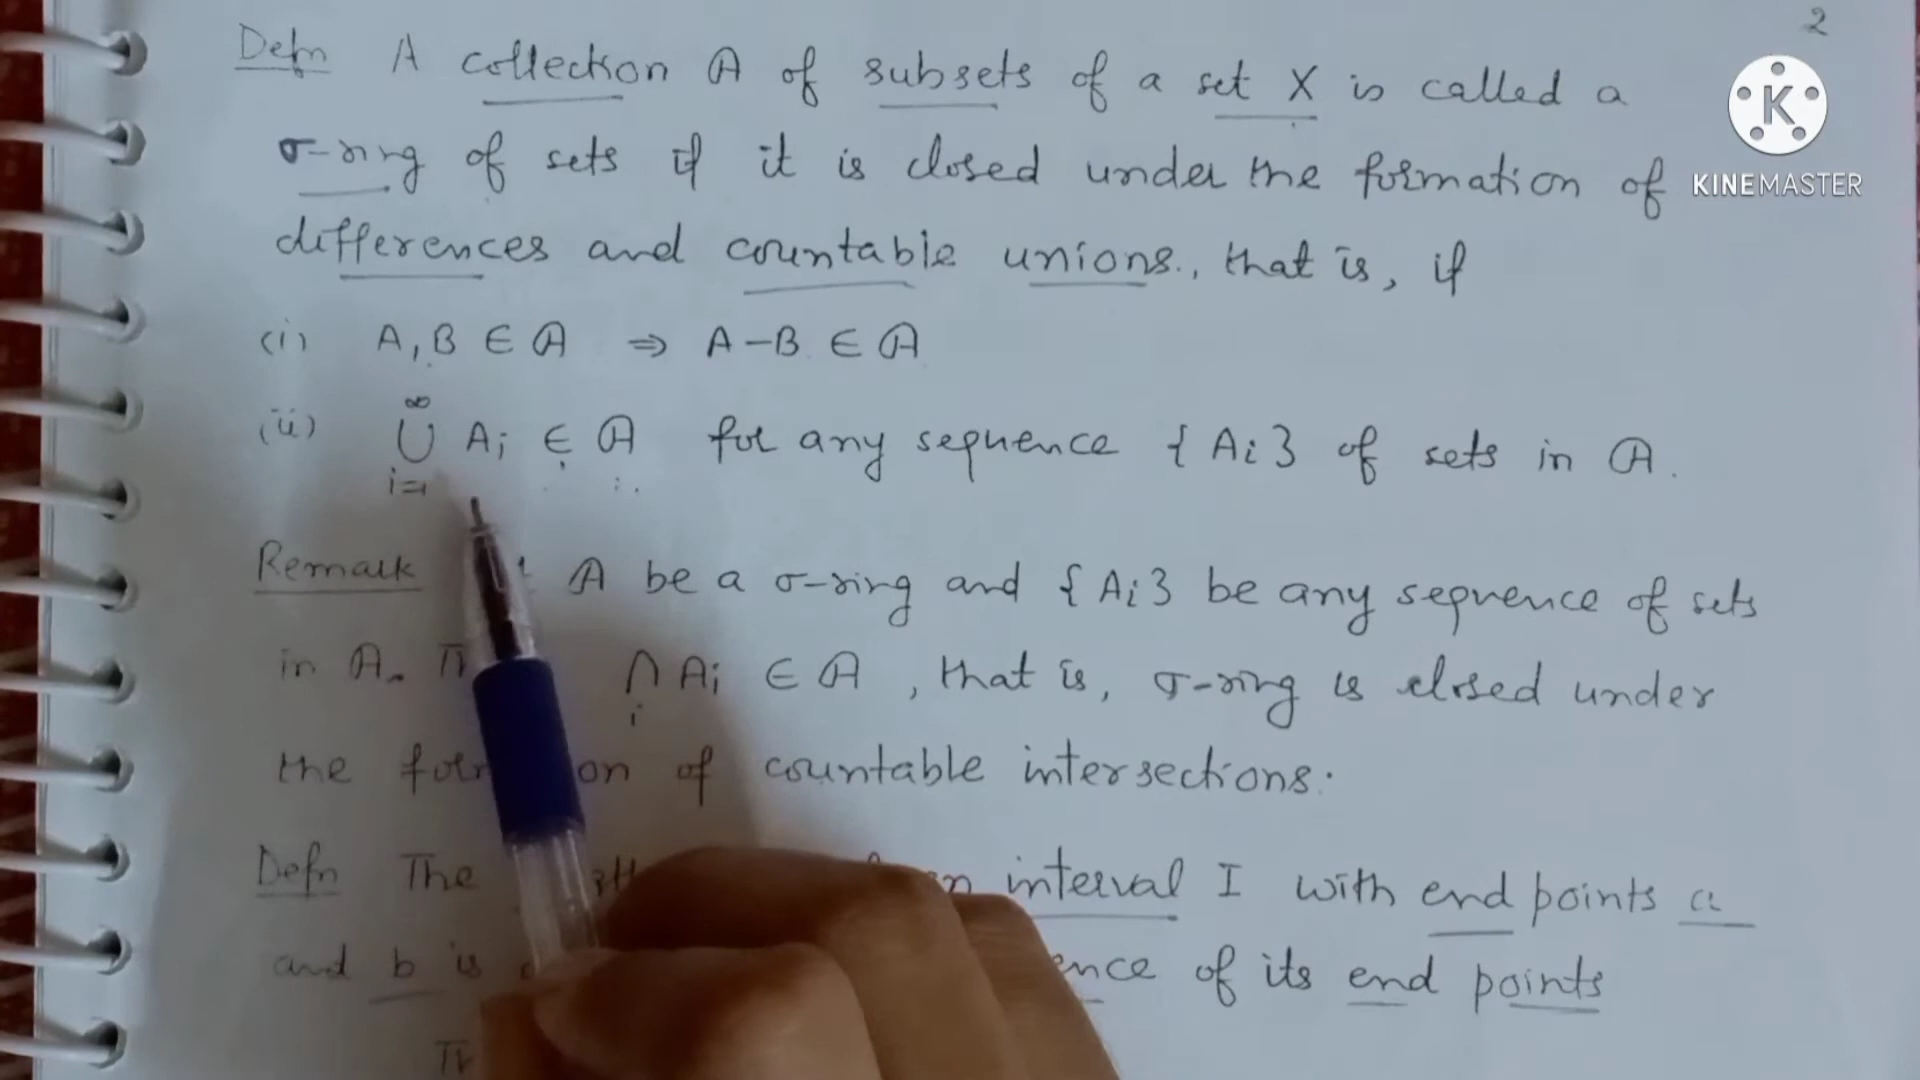 2
Defn A collection A of subsets of a set X is called a
σ-ring of sets if it is closed under the formation of
differences and countable unions., that is, if
(i) A, B ∈ A ⇒ A-B ∈ A
(ii) ∞ ∪ i=1 Ai ∈ A for any sequence { Ai } of sets in A.
Remark A be a σ-ring and { Ai } be any sequence of sets
in A. ∩ i Ai ∈ A, that is, σ-ring is closed under
the of countable intersections.
Defn The interval I with end points a
and b is of its end points
K
KINEMASTER